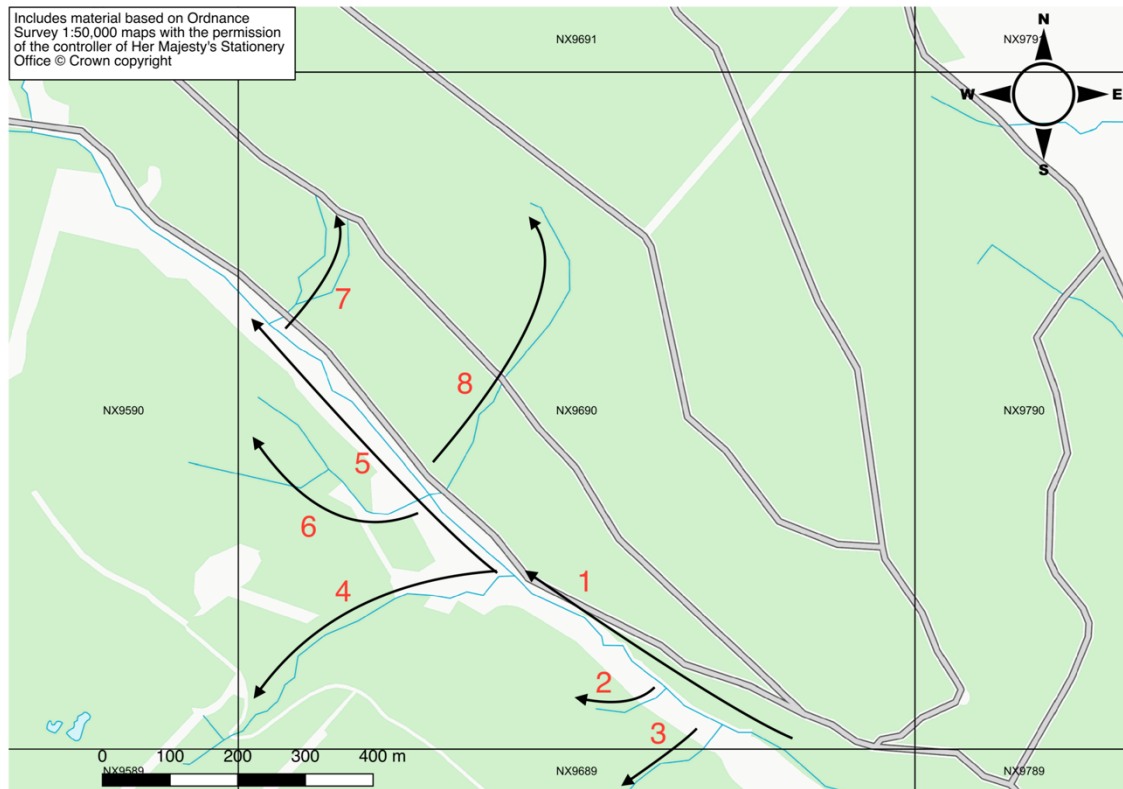 Includes material based on Ordnance
Survey 1:50,000 maps with the permission
of the controller of Her Majesty's Stationery
Office © Crown copyright
NX9691
NX9791
N
W
E
S
7
8
NX9590
NX9690
NX9790
5
6
4
1
2
3
0 100 200 300 400 m
NX9589
NX9689
NX9789